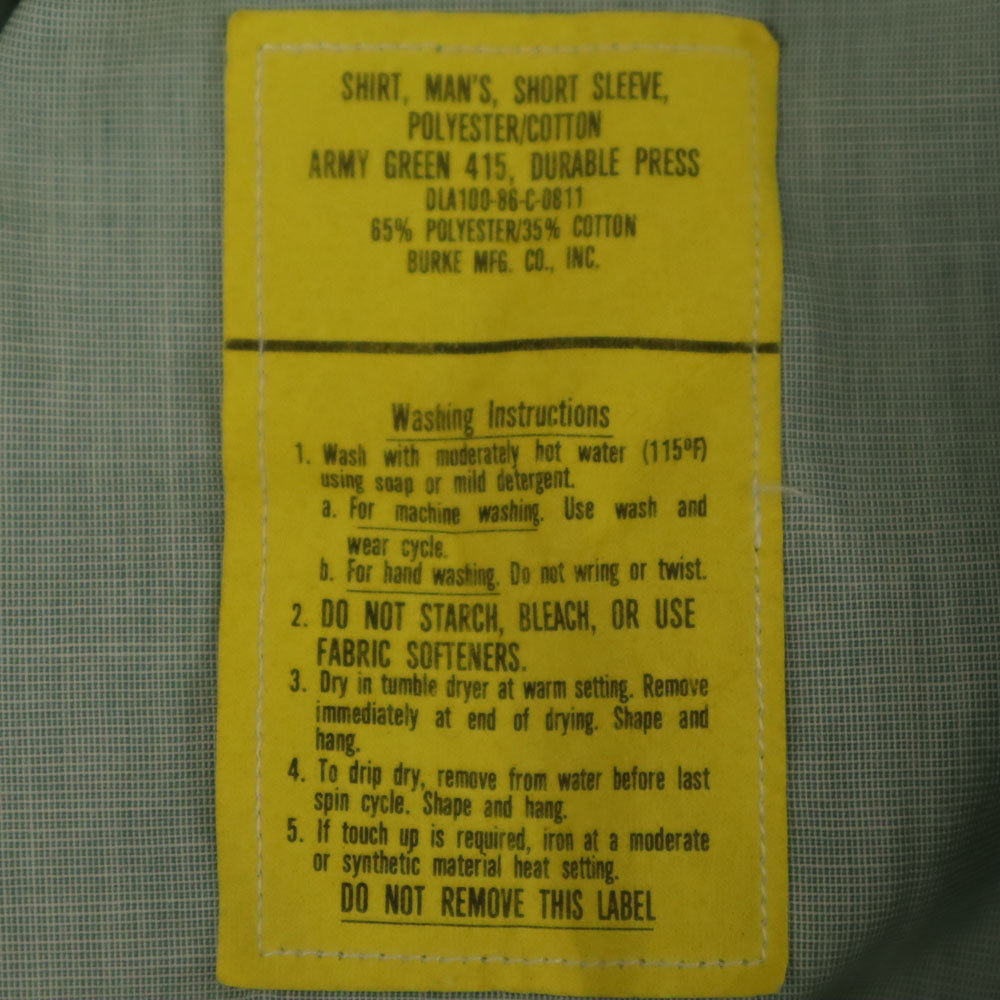 SHIRT, MAN'S, SHORT SLEEVE,
POLYESTER/COTTON
ARMY GREEN 415, DURABLE PRESS
DLA100-86-C-0811
65% POLYESTER/35% COTTON
BURKE MFG. CO., INC.
Washing Instructions
1. Wash with moderately hot water (115ºF)
using soap or mild detergent.
a. For machine washing. Use wash and
wear cycle.
b. For hand washing. Do not wring or twist.
2. DO NOT STARCH, BLEACH, OR USE
FABRIC SOFTENERS.
3. Dry in tumble dryer at warm setting. Remove
immediately at end of drying. Shape and
hang.
4. To drip dry, remove from water before last
spin cycle. Shape and hang.
5. If touch up is required, iron at a moderate
or synthetic material heat setting.
DO NOT REMOVE THIS LABEL